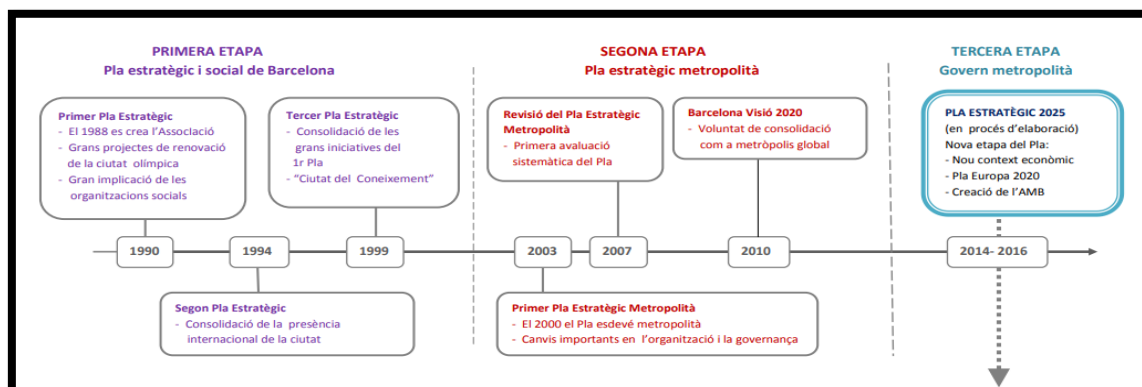 PRIMERA ETAPA
Pla estratègic i social de Barcelona
SEGONA ETAPA
Pla estratègic metropolità
TERCERA ETAPA
Govern metropolità
Primer Pla Estratègic
- El 1988 es crea l’Associació
- Grans projectes de renovació
de la ciutat olímpica
- Gran implicació de les
organitzacions socials
Tercer Pla Estratègic
- Consolidació de les
grans iniciatives del
1r Pla
- “Ciutat del Coneixement”
Revisió del Pla Estratègic
Metropolità
- Primera avaluació
sistemàtica del Pla
Barcelona Visió 2020
- Voluntat de consolidació
com a metròpolis global
PLA ESTRATÈGIC 2025
(en procés d’elaboració)
Nova etapa del Pla:
- Nou context econòmic
- Pla Europa 2020
- Creació de l’AMB
1990
1994
1999
2003
2007
2010
2014- 2016
Segon Pla Estratègic
- Consolidació de la presència
internacional de la ciutat
Primer Pla Estratègic Metropolità
- El 2000 el Pla esdevé metropolità
- Canvis importants en l’organització i la governança